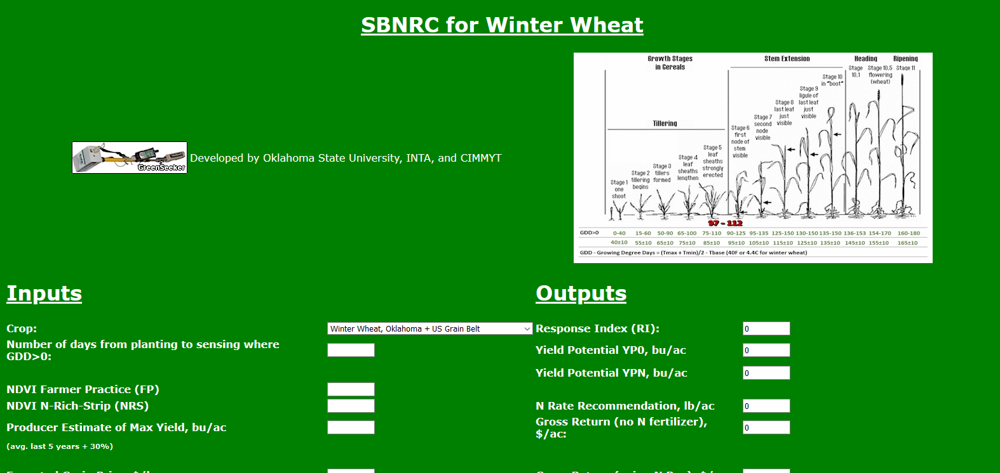 SBNRC for Winter Wheat
GreenSeeker
Developed by Oklahoma State University, INTA, and CIMMYT
Growth Stages
in Cereals
Stem Extension
Heading
Ripening
Tillering
Stage 1
one
shoot
Stage 2
tillering
begins
Stage 3
tillers
formed
Stage 4
leaf
sheaths
lengthen
Stage 5
leaf
sheaths
strongly
erected
Stage 6
first
node of
stem
visible
Stage 7
second
node
visible
Stage 8
last leaf
just
visible
Stage 9
ligule of
last leaf
just
visible
Stage 10
in "boot"
Stage
10.1
Stage 10.5
flowering
(wheat)
Stage 11
97 - 112
GDD>0 0-40 15-60 50-90 65-100 75-110 90-125 95-135 125-150 130-150 135-150 136-153 154-170 160-180
40±10 55±10 65±10 75±10 85±10 95±10 105±10 115±10 125±10 135±10 145±10 155±10 165±10
GDD - Growing Degree Days = (Tmax + Tmin)/2 - Tbase (40F or 4.4C for winter wheat)
Inputs
Crop: Winter Wheat, Oklahoma + US Grain Belt
Number of days from planting to sensing where
GDD>0:
NDVI Farmer Practice (FP)
NDVI N-Rich-Strip (NRS)
Producer Estimate of Max Yield, bu/ac
(avg. last 5 years + 30%)
Outputs
Response Index (RI): 0
Yield Potential YP0, bu/ac 0
Yield Potential YPN, bu/ac 0
N Rate Recommendation, lb/ac 0
Gross Return (no N fertilizer),
$/ac: 0